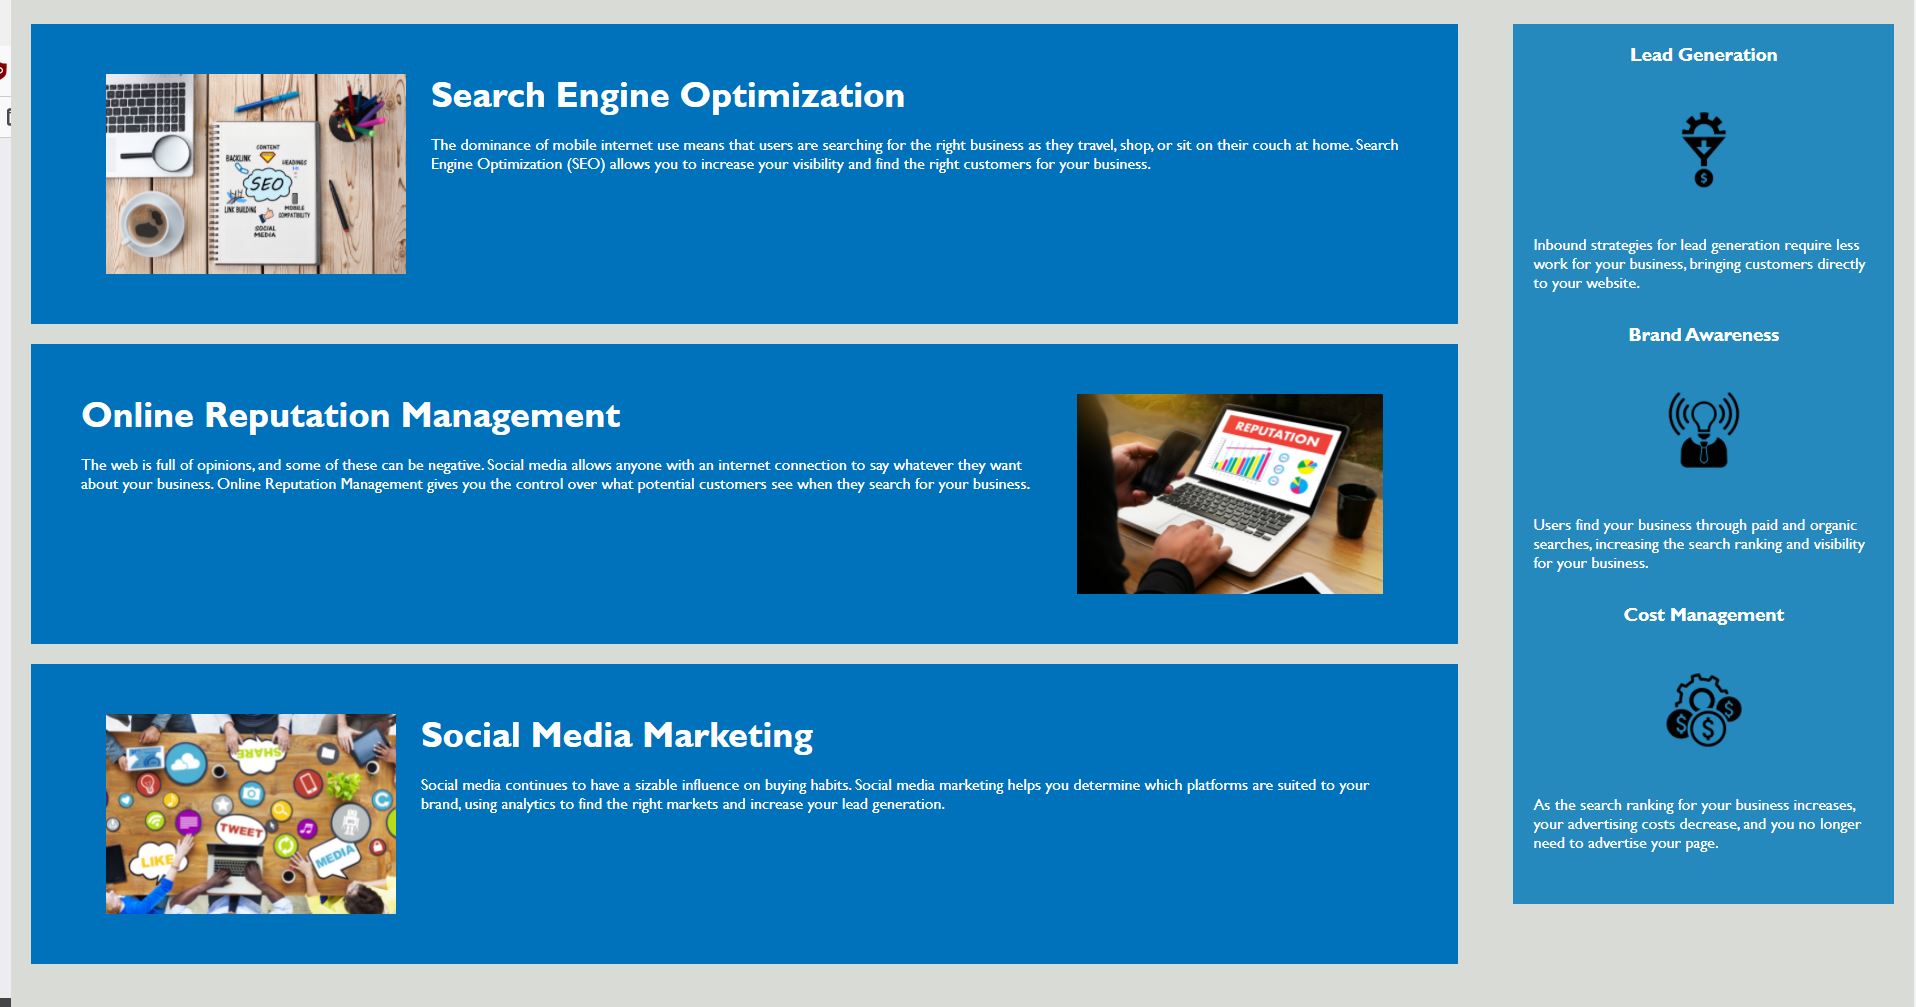 Search Engine Optimization
The dominance of mobile internet use means that users are searching for the right business as they travel, shop, or sit on their couch at home. Search
Engine Optimization (SEO) allows you to increase your visibility and find the right customers for your business.
CONTENT
BACKLINK
HEADINGS
SEO
LINK BUILDING
MOBILE
COMPATIBILITY
SOCIAL
MEDIA
Online Reputation Management
The web is full of opinions, and some of these can be negative. Social media allows anyone with an internet connection to say whatever they want
about your business. Online Reputation Management gives you the control over what potential customers see when they search for your business.
REPUTATION
Social Media Marketing
Social media continues to have a sizable influence on buying habits. Social media marketing helps you determine which platforms are suited to your
brand, using analytics to find the right markets and increase your lead generation.
SHARE
TWEET
LIKE
MEDIA
Lead Generation
$
Inbound strategies for lead generation require less
work for your business, bringing customers directly
to your website.
Brand Awareness
Users find your business through paid and organic
searches, increasing the search ranking and visibility
for your business.
Cost Management
$ $ $
As the search ranking for your business increases,
your advertising costs decrease, and you no longer
need to advertise your page.